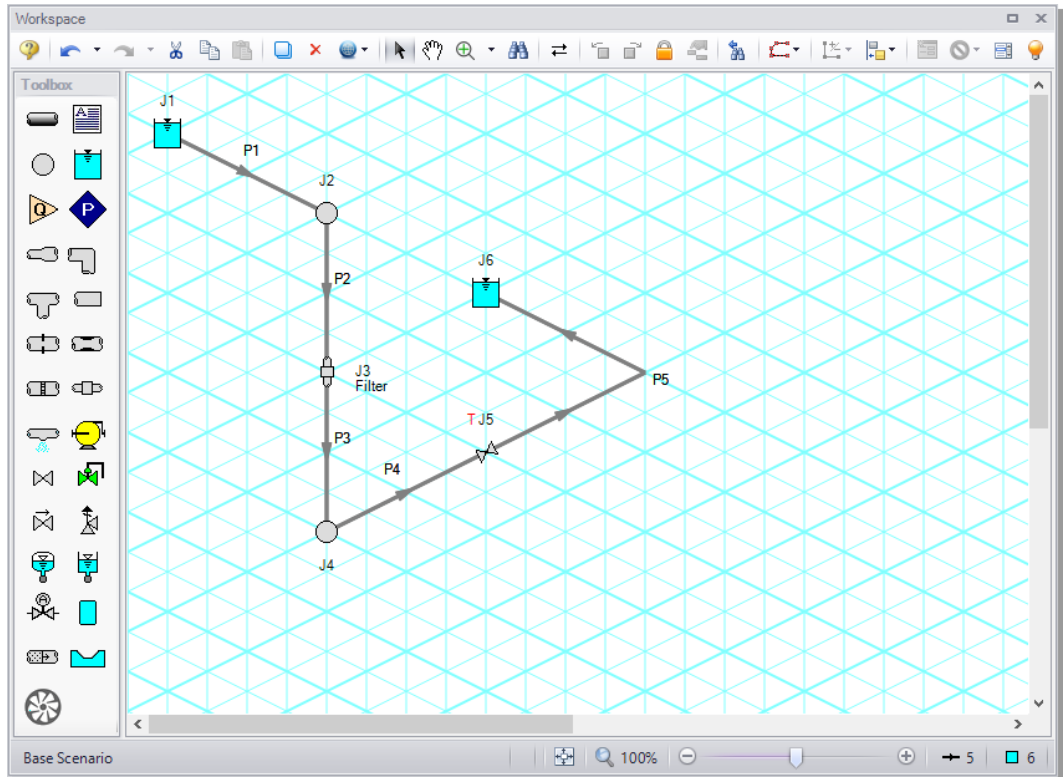 Workspace
Toolbox
A
Q
P
A
J1
P1
J2
P2
J6
J3
Filter
P5
T J5
P3
P4
J4
Base Scenario
100%
5
6